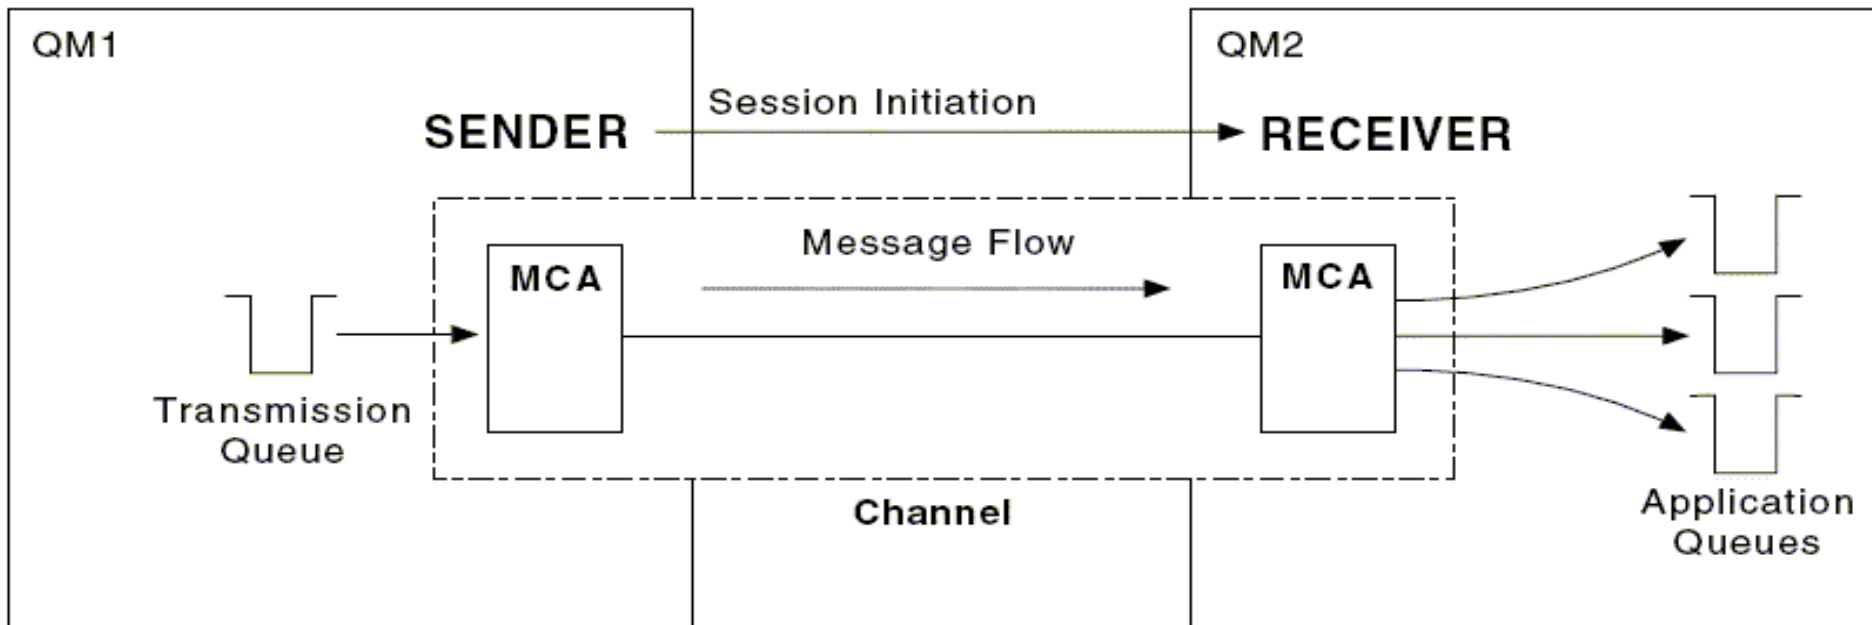 QM1
QM2
Session Initiation
SENDER
RECEIVER
Message Flow
MCA
MCA
Transmission
Queue
Channel
Application
Queues